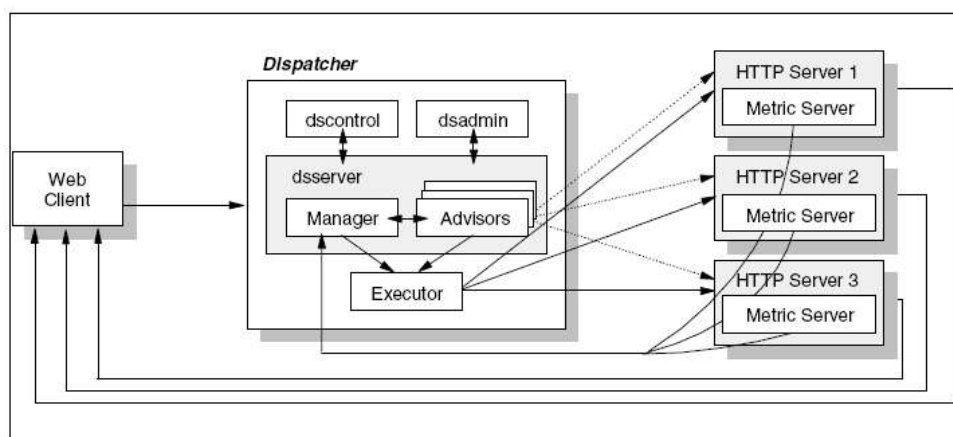 Dispatcher
dscontrol
dsadmin
dsserver
Manager
Advisors
Executor
Web
Client
HTTP Server 1
Metric Server
HTTP Server 2
Metric Server
HTTP Server 3
Metric Server